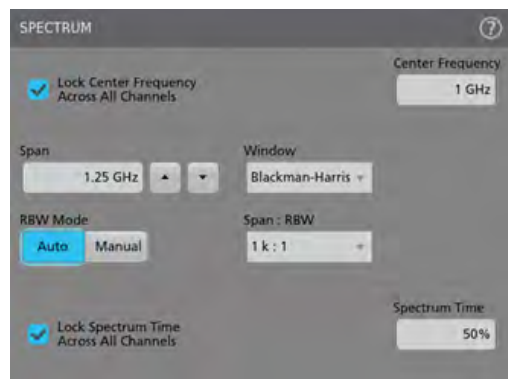 SPECTRUM
?
Center Frequency
Lock Center Frequency
Across All Channels
1 GHz
Span
Window
1.25 GHz
Blackman-Harris
RBW Mode
Span : RBW
Auto
Manual
1 k : 1
Spectrum Time
Lock Spectrum Time
Across All Channels
50%